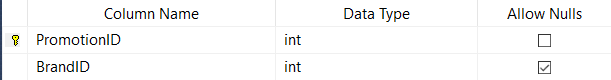 Column Name Data Type Allow Nulls
PromotionID int
BrandID int